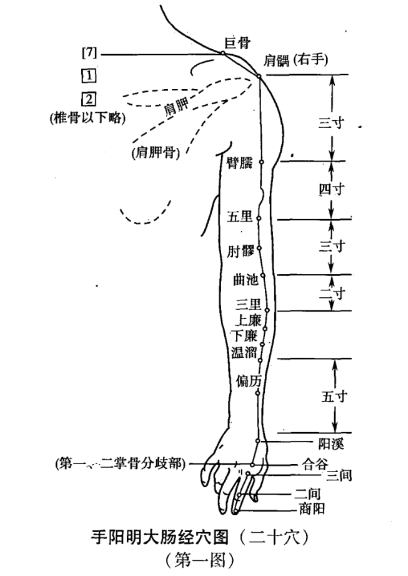 巨骨
[7]
肩髃(右手)
1
2
肩胛
(椎骨以下略)
三寸
(肩胛骨)
臂臑
四寸
五里
三寸
肘髎
曲池
二寸
三里
上廉
下廉
温溜
偏历
五寸
阳溪
(第一、二掌骨分歧部)
合谷
三间
二间
商阳
手阳明大肠经穴图(二十穴)
(第一图)